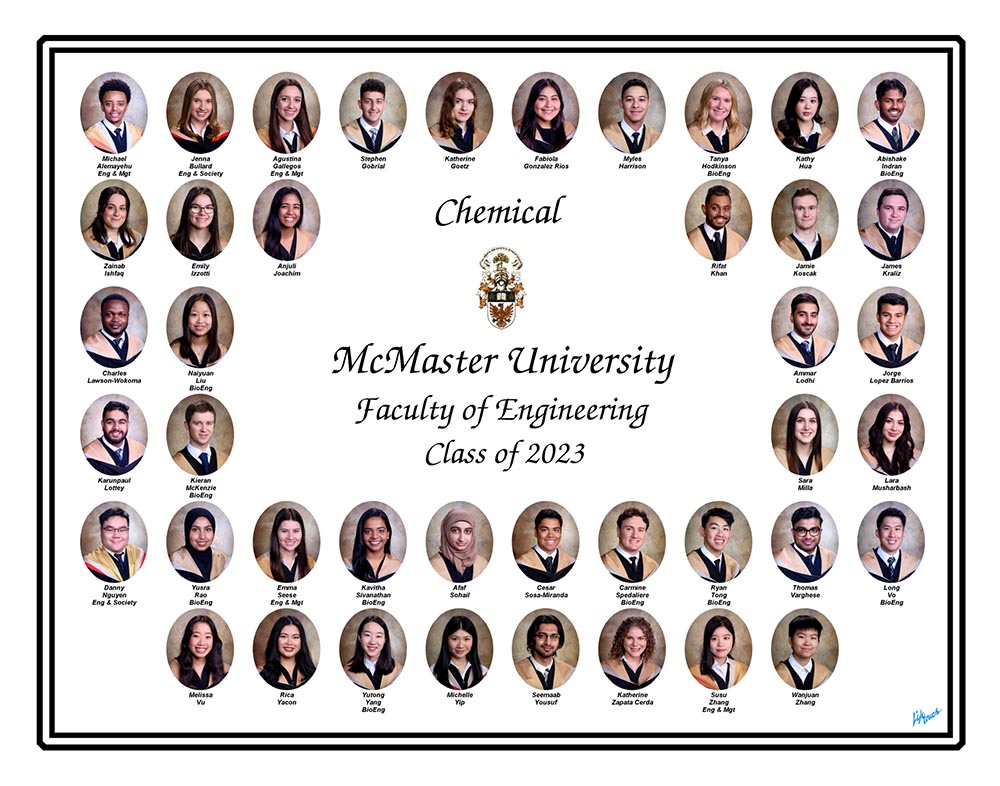 Michael
Alemayehu
Eng & Mgt
Jenna
Bullard
Eng & Society
Agustina
Gallegos
Eng & Mgt
Stephen
Gobrial
Katherine
Goetz
Fabiola
Gonzalez Rios
Myles
Harrison
Tanya
Hodkinson
BioEng
Kathy
Hua
Abishake
Indran
BioEng
Chemical
Zainab
Ishfaq
Emily
Izzotti
Anjuli
Joachim
Rifat
Khan
Jamie
Koscak
James
Kraliz
McMaster University
Faculty of Engineering
Class of 2023
Charles
Lawson-Wokoma
Naiyuan
Liu
BioEng
Ammar
Lodhi
Jorge
Lopez Barrios
Karunpaul
Lottey
Kieran
McKenzie
BioEng
Sara
Milla
Lara
Musharbash
Danny
Nguyen
Eng & Society
Yusra
Rao
BioEng
Emma
Seese
Eng & Mgt
Kavitha
Sivanathan
BioEng
Afaf
Sohail
Cesar
Sosa-Miranda
Carmine
Spedaliere
BioEng
Ryan
Tong
BioEng
Thomas
Varghese
Long
Vo
BioEng
Melissa
Vu
Rica
Yacon
Yutong
Yang
BioEng
Michelle
Yip
Seemaab
Yousuf
Katherine
Zapata Cerda
Susu
Zhang
Eng & Mgt
Wanjuan
Zhang